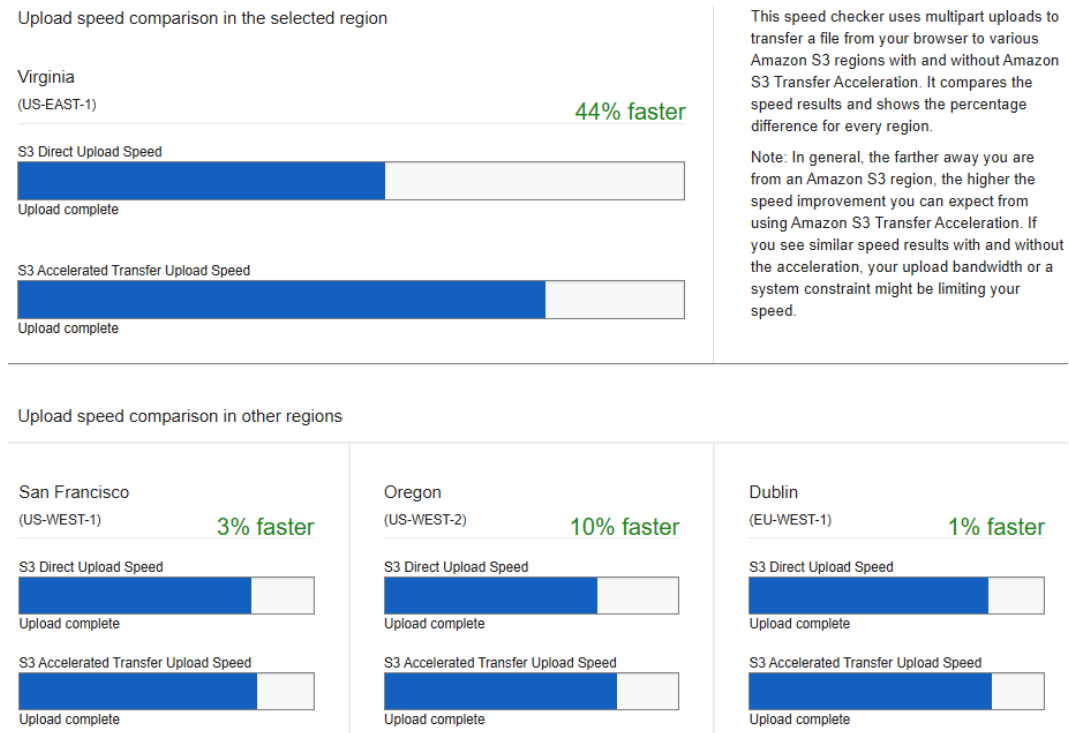 Upload speed comparison in the selected region
Virginia
(US-EAST-1)
44% faster
S3 Direct Upload Speed
Upload complete
S3 Accelerated Transfer Upload Speed
Upload complete
This speed checker uses multipart uploads to
transfer a file from your browser to various
Amazon S3 regions with and without Amazon
S3 Transfer Acceleration. It compares the
speed results and shows the percentage
difference for every region.
Note: In general, the farther away you are
from an Amazon S3 region, the higher the
speed improvement you can expect from
using Amazon S3 Transfer Acceleration. If
you see similar speed results with and without
the acceleration, your upload bandwidth or a
system constraint might be limiting your
speed.
Upload speed comparison in other regions
San Francisco
(US-WEST-1)
3% faster
S3 Direct Upload Speed
Upload complete
S3 Accelerated Transfer Upload Speed
Upload complete
Oregon
(US-WEST-2)
10% faster
S3 Direct Upload Speed
Upload complete
S3 Accelerated Transfer Upload Speed
Upload complete
Dublin
(EU-WEST-1)
1% faster
S3 Direct Upload Speed
Upload complete
S3 Accelerated Transfer Upload Speed
Upload complete